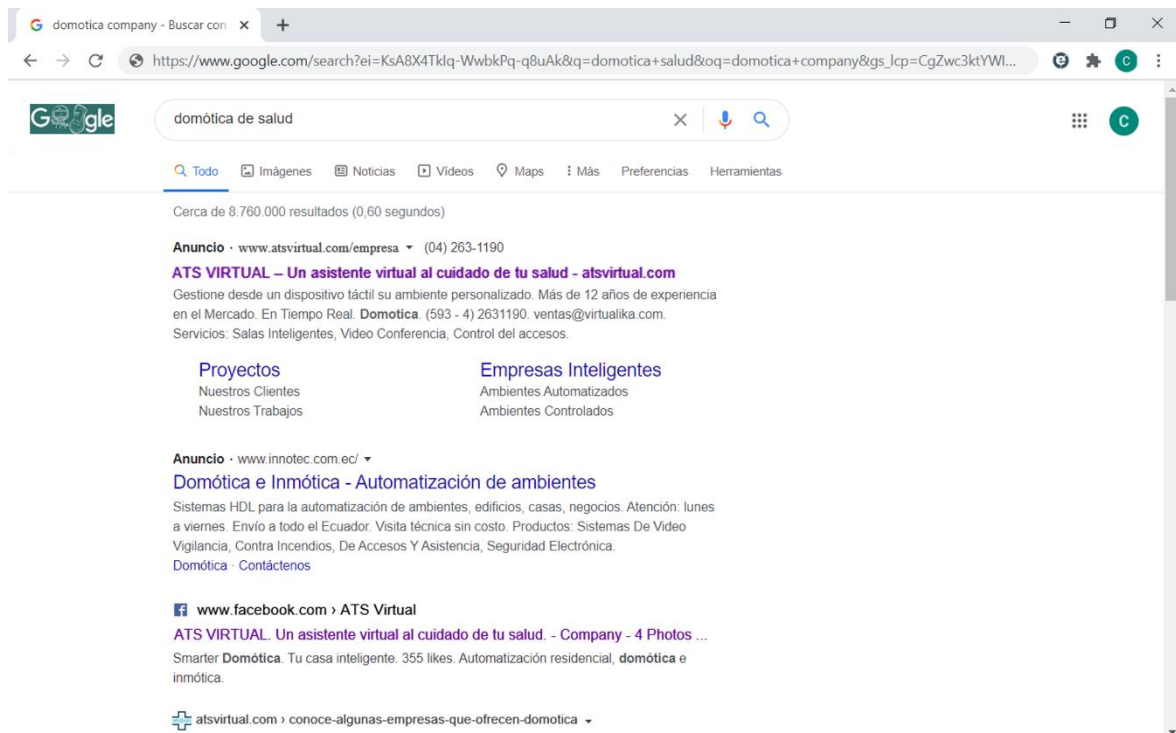 domotica company - Buscar con
https://www.google.com/search?ei=KsA8X4TkIq-WwbkPq-q8uAk&q=domotica+salud&oq=domotica+company&gs_lcp=CgZwc3ktYWI...
C
Google
domótica de salud
C
Todo Imágenes Noticias Vídeos Maps Más Preferencias Herramientas
Cerca de 8.760.000 resultados (0,60 segundos)
Anuncio · www.atsvirtual.com/empresa (04) 263-1190
ATS VIRTUAL – Un asistente virtual al cuidado de tu salud - atsvirtual.com
Gestione desde un dispositivo táctil su ambiente personalizado. Más de 12 años de experiencia
en el Mercado. En Tiempo Real. Domotica. (593 - 4) 2631190. ventas@virtualika.com.
Servicios: Salas Inteligentes, Video Conferencia, Control del accesos.
Proyectos
Nuestros Clientes
Nuestros Trabajos
Empresas Inteligentes
Ambientes Automatizados
Ambientes Controlados
Anuncio · www.innotec.com.ec/
Domótica e Inmótica - Automatización de ambientes
Sistemas HDL para la automatización de ambientes, edificios, casas, negocios. Atención: lunes
a viernes. Envío a todo el Ecuador. Visita técnica sin costo. Productos: Sistemas De Video
Vigilancia, Contra Incendios, De Accesos Y Asistencia, Seguridad Electrónica.
Domótica · Contáctenos
www.facebook.com › ATS Virtual
ATS VIRTUAL. Un asistente virtual al cuidado de tu salud. - Company - 4 Photos ...
Smarter Domótica. Tu casa inteligente. 355 likes. Automatización residencial, domótica e
inmótica.
atsvirtual.com › conoce-algunas-empresas-que-ofrecen-domotica